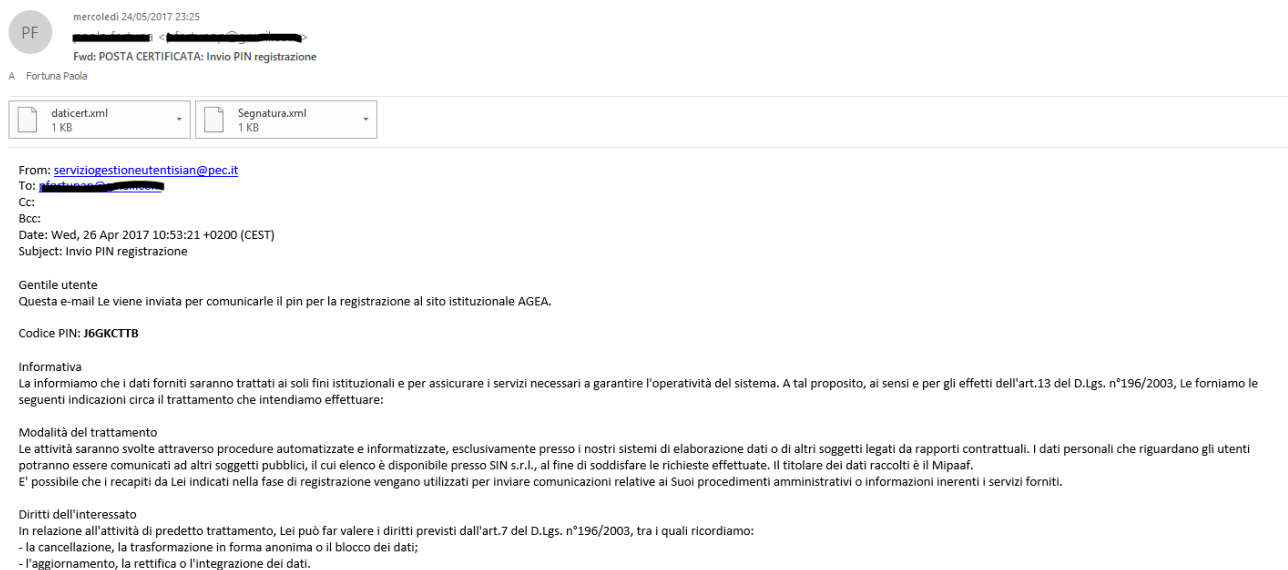 PF
mercoledì 24/05/2017 23:25
Fwd: POSTA CERTIFICATA: Invio PIN registrazione
A Fortuna Paola
daticert.xml
1 KB
Segnatura.xml
1 KB
From: serviziogestioneutentisian@pec.it
To:
Cc:
Bcc:
Date: Wed, 26 Apr 2017 10:53:21 +0200 (CEST)
Subject: Invio PIN registrazione
Gentile utente
Questa e-mail Le viene inviata per comunicarle il pin per la registrazione al sito istituzionale AGEA.
Codice PIN: J6GKCTTB
Informativa
La informiamo che i dati forniti saranno trattati ai soli fini istituzionali e per assicurare i servizi necessari a garantire l'operatività del sistema. A tal proposito, ai sensi e per gli effetti dell'art.13 del D.Lgs. n°196/2003, Le forniamo le
seguenti indicazioni circa il trattamento che intendiamo effettuare:
Modalità del trattamento
Le attività saranno svolte attraverso procedure automatizzate e informatizzate, esclusivamente presso i nostri sistemi di elaborazione dati o di altri soggetti legati da rapporti contrattuali. I dati personali che riguardano gli utenti
potranno essere comunicati ad altri soggetti pubblici, il cui elenco è disponibile presso SIN s.r.l., al fine di soddisfare le richieste effettuate. Il titolare dei dati raccolti è il Mipaaf.
E' possibile che i recapiti da Lei indicati nella fase di registrazione vengano utilizzati per inviare comunicazioni relative ai Suoi procedimenti amministrativi o informazioni inerenti i servizi forniti.
Diritti dell'interessato
In relazione all'attività di predetto trattamento, Lei può far valere i diritti previsti dall'art.7 del D.Lgs. n°196/2003, tra i quali ricordiamo:
- la cancellazione, la trasformazione in forma anonima o il blocco dei dati;
- l'aggiornamento, la rettifica o l'integrazione dei dati.